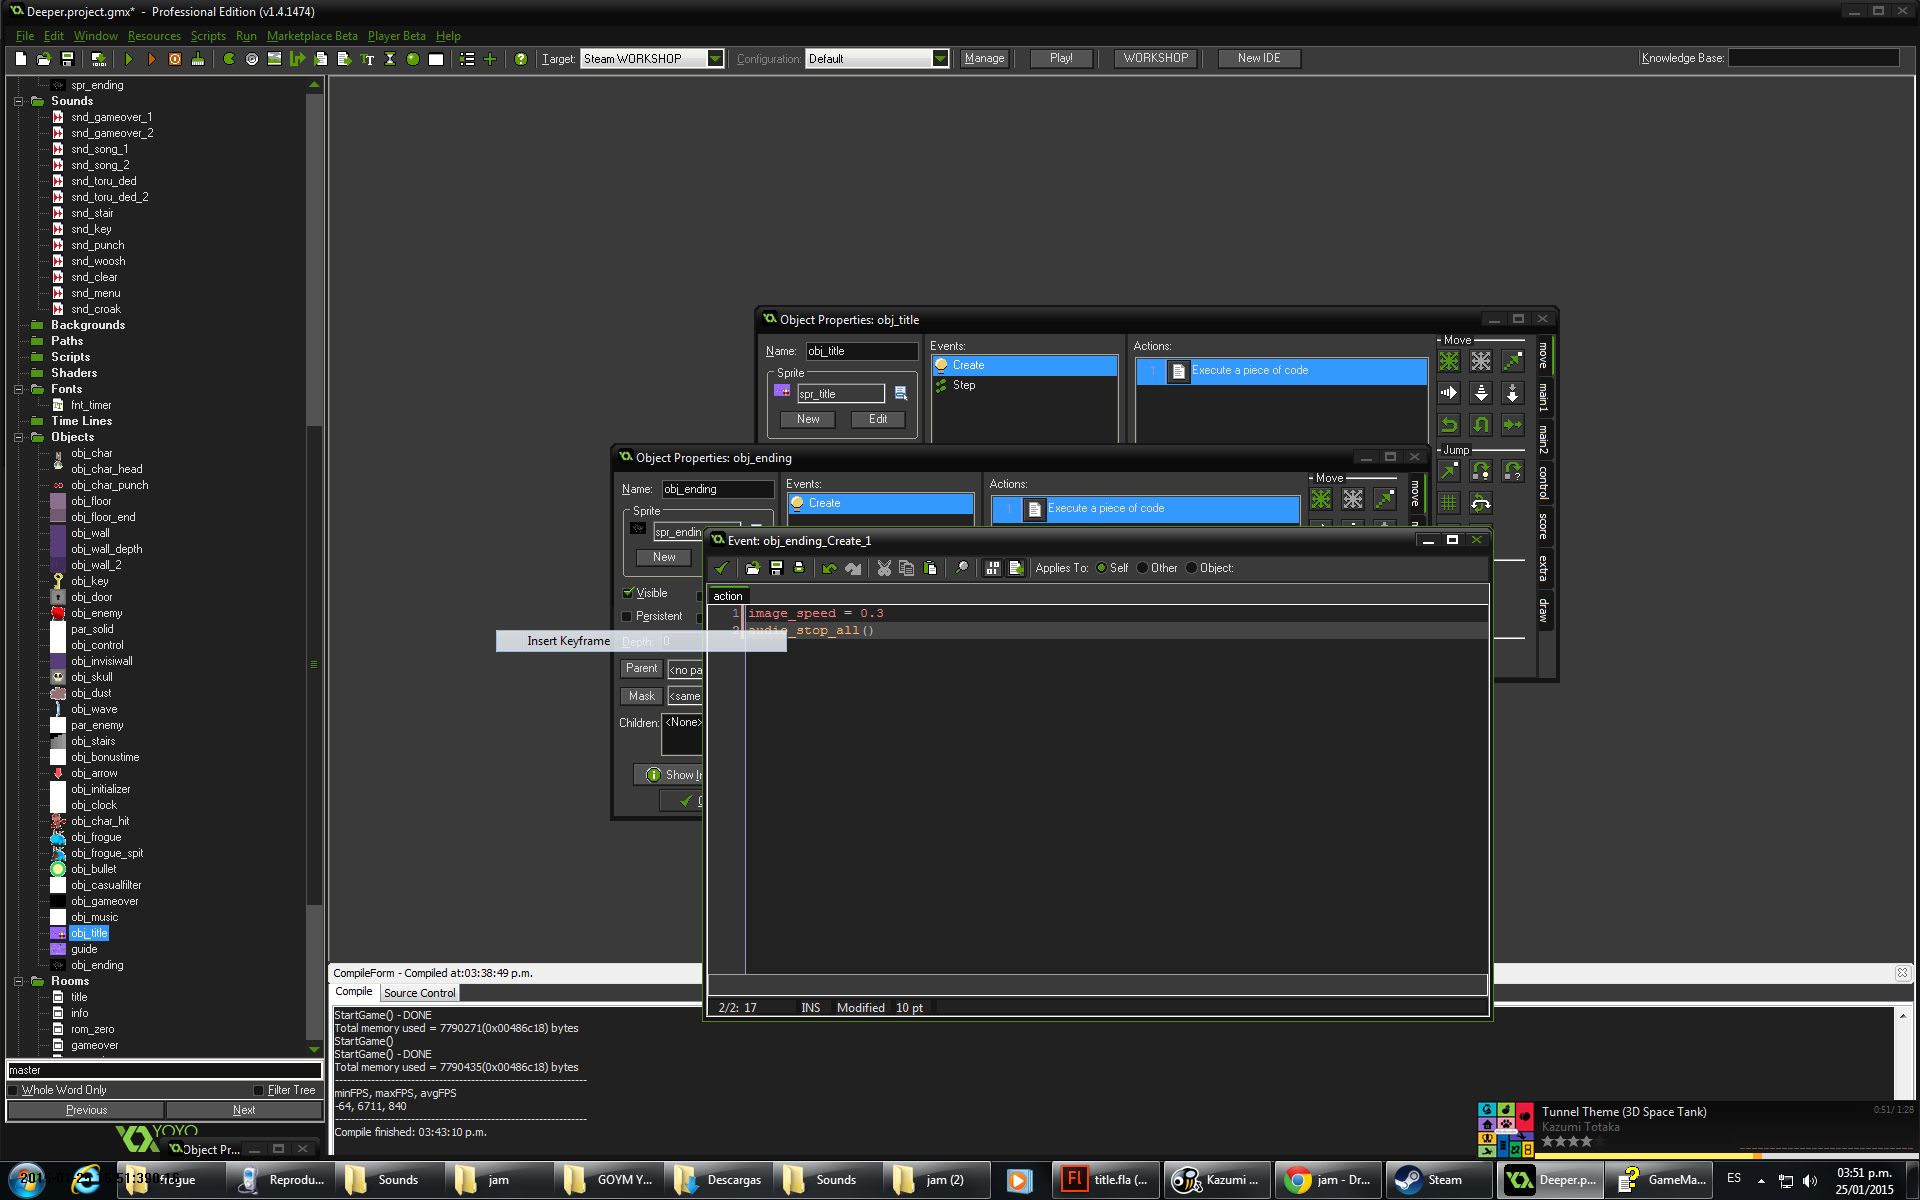 Deeper.project.gmx* - Professional Edition (v1.4.1474)
File Edit Window Resources Scripts Run Marketplace Beta Player Beta Help
Target: Steam WORKSHOP Configuration: Default Manage Play! WORKSHOP New IDE Knowledge Base:
spr_ending
Sounds
snd_gameover_1
snd_gameover_2
snd_song_1
snd_song_2
snd_toru_ded
snd_toru_ded_2
snd_stair
snd_key
snd_punch
snd_woosh
snd_clear
snd_menu
snd_croak
Backgrounds
Paths
Scripts
Shaders
Fonts
fnt_timer
Time Lines
Objects
obj_char
obj_char_head
obj_char_punch
obj_floor
obj_floor_end
obj_wall
obj_wall_depth
obj_wall_2
obj_key
obj_door
obj_enemy
par_solid
obj_control
obj_invisiwall
obj_skull
obj_dust
obj_wave
par_enemy
obj_stairs
obj_bonustime
obj_arrow
obj_initializer
obj_clock
obj_char_hit
obj_frogue
obj_frogue_spit
obj_bullet
obj_casualfilter
obj_gameover
obj_music
obj_title
guide
obj_ending
Rooms
title
info
rom_zero
gameover
master
Whole Word Only Filter Tree
Previous Next
YOYO
Object Pr...
Object Properties: obj_title
Name: obj_title
Sprite
spr_title
New Edit
Events:
Create
Step
Actions:
1 Execute a piece of code
Move
Jump
move
main1
main2
control
score
extra
draw
Object Properties: obj_ending
Name: obj_ending
Sprite
spr_endin
New
Visible
Persistent
Depth: 0
Parent <no pa
Mask <same
Children: <None>
Show In
Events:
Create
Actions:
1 Execute a piece of code
Move
move
Insert Keyframe
Event: obj_ending_Create_1
Applies To: Self Other Object:
action
1 image_speed = 0.3
2 audio_stop_all()
2/2: 17 INS Modified 10 pt
CompileForm - Compiled at:03:38:49 p.m.
Compile Source Control
StartGame() - DONE
Total memory used = 7790271(0x00486c18) bytes
StartGame()
StartGame() - DONE
Total memory used = 7790435(0x00486c18) bytes
minFPS, maxFPS, avgFPS
-64, 6711, 840
Compile finished: 03:43:10 p.m.
Tunnel Theme (3D Space Tank) 0:51/1:28
Kazumi Totaka
Reprodu... Sounds jam GOYM Y... Descargas Sounds jam (2) title.fla (... Kazumi ... jam - Dr... Steam Deeper.p... GameMa... ES
03:51 p.m.
25/01/2015